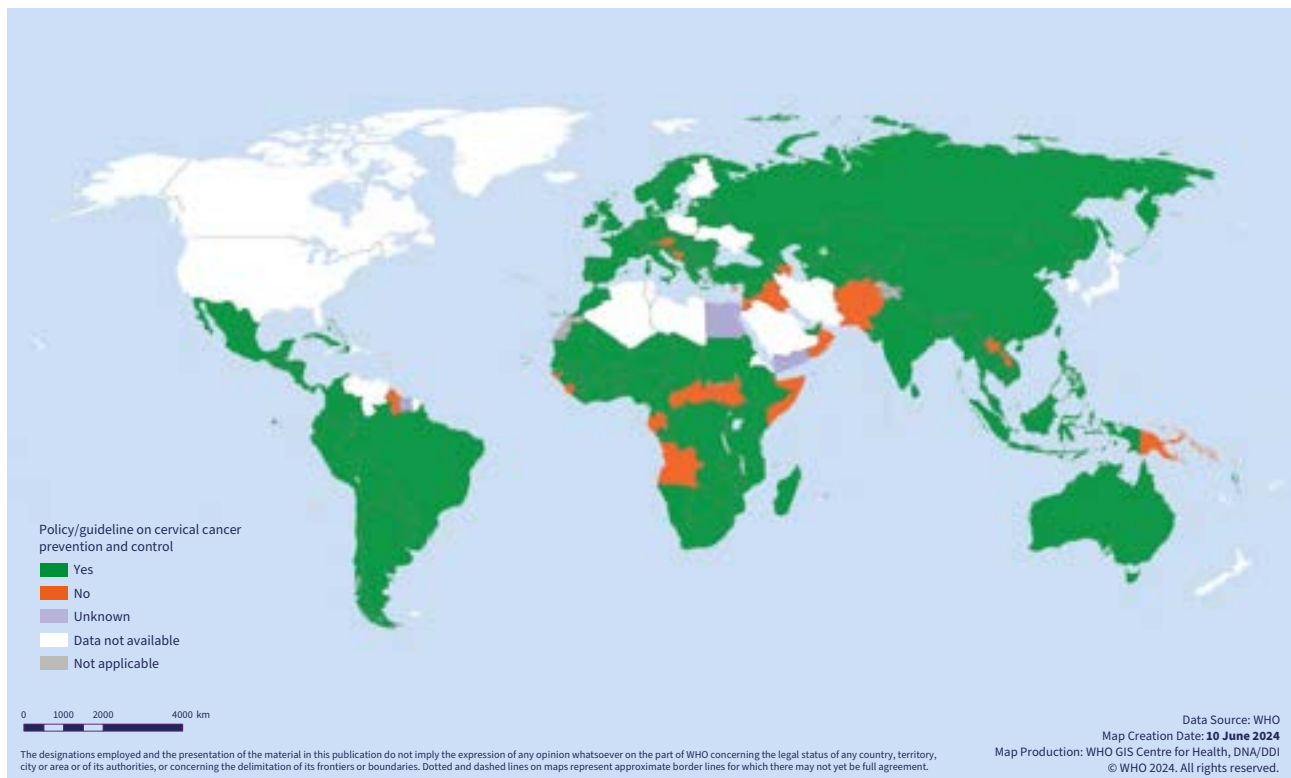 Policy/guideline on cervical cancer
prevention and control
Yes
No
Unknown
Data not available
Not applicable
0 1000 2000 4000 km
Data Source: WHO
Map Creation Date: 10 June 2024
Map Production: WHO GIS Centre for Health, DNA/DDI
© WHO 2024. All rights reserved.
The designations employed and the presentation of the material in this publication do not imply the expression of any opinion whatsoever on the part of WHO concerning the legal status of any country, territory,
city or area or of its authorities, or concerning the delimitation of its frontiers or boundaries. Dotted and dashed lines on maps represent approximate border lines for which there may not yet be full agreement.